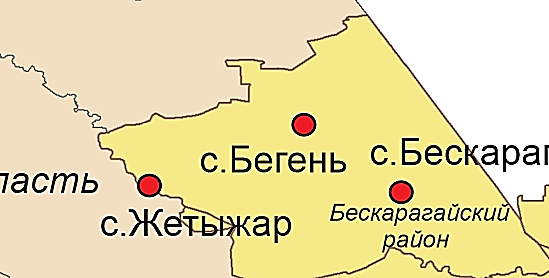 с.Бегень
с.Бескараг
ласть
с.Жетыжар
Бескарагайский
район